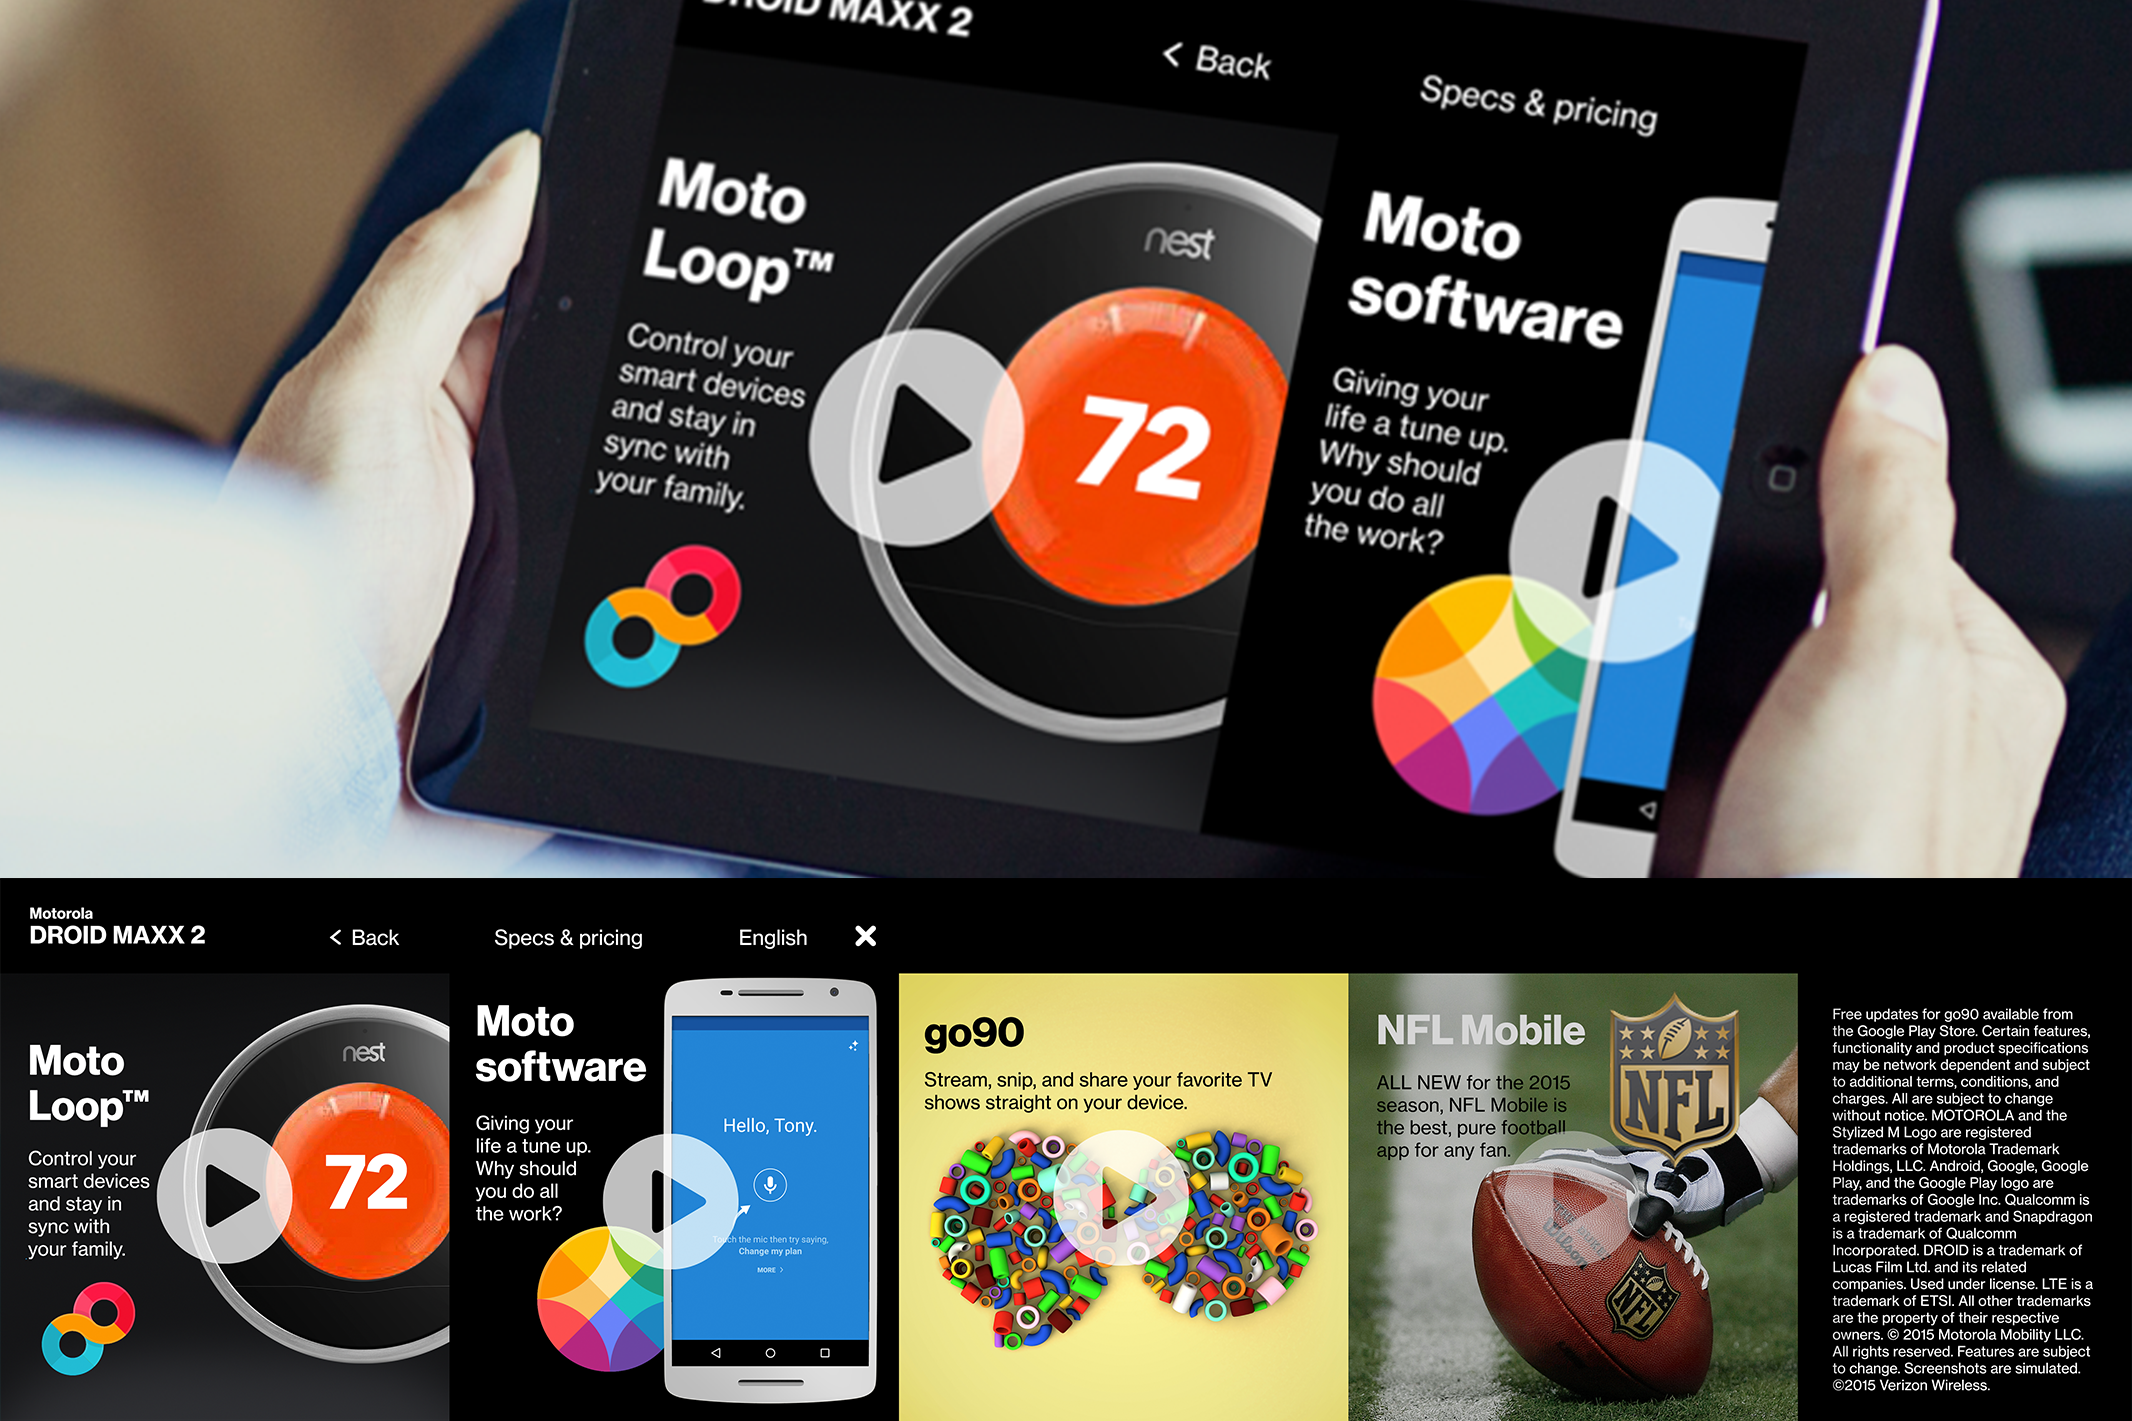 DROID MAXX 2
< Back
Specs & pricing
Moto
Loop™
Control your
smart devices
and stay in
sync with
your family.
nest
72
Moto
software
Giving your
life a tune up.
Why should
you do all
the work?
Motorola
DROID MAXX 2
< Back
Specs & pricing
English
Moto
Loop™
Control your
smart devices
and stay in
sync with
your family.
nest
72
Moto
software
Giving your
life a tune up.
Why should
you do all
the work?
Hello, Tony.
Touch the mic then try saying,
Change my plan
MORE >
go90
Stream, snip, and share your favorite TV
shows straight on your device.
NFL Mobile
ALL NEW for the 2015
season, NFL Mobile is
the best, pure football
app for any fan.
NFL
Wilson
NFL
Free updates for go90 available from
the Google Play Store. Certain features,
functionality and product specifications
may be network dependent and subject
to additional terms, conditions, and
charges. All are subject to change
without notice. MOTOROLA and the
Stylized M Logo are registered
trademarks of Motorola Trademark
Holdings, LLC. Android, Google, Google
Play, and the Google Play logo are
trademarks of Google Inc. Qualcomm is
a registered trademark and Snapdragon
is a trademark of Qualcomm
Incorporated. DROID is a trademark of
Lucas Film Ltd. and its related
companies. Used under license. LTE is a
trademark of ETSI. All other trademarks
are the property of their respective
owners. © 2015 Motorola Mobility LLC.
All rights reserved. Features are subject
to change. Screenshots are simulated.
©2015 Verizon Wireless.